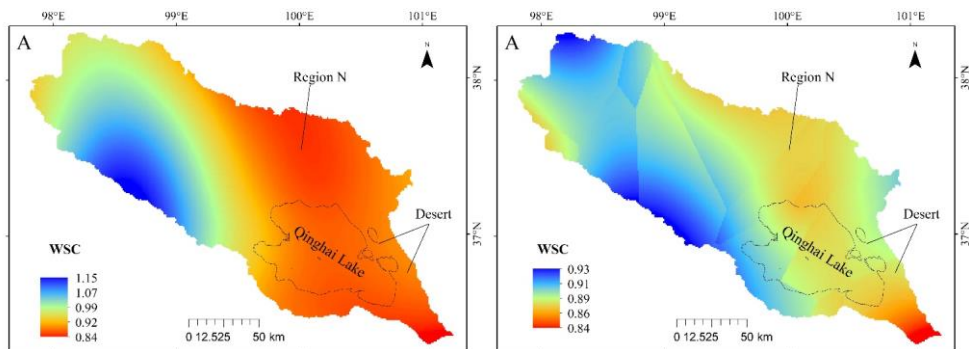 98°E 99°E 100°E 101°E
A
N
Region N
38°N
Desert
37°N
Qinghai Lake
WSC
1.15
1.07
0.99
0.92
0.84
0 12.525 50 km
98°E 99°E 100°E 101°E
A
N
Region N
38°N
Desert
37°N
Qinghai Lake
WSC
0.93
0.91
0.89
0.86
0.84
0 12.525 50 km